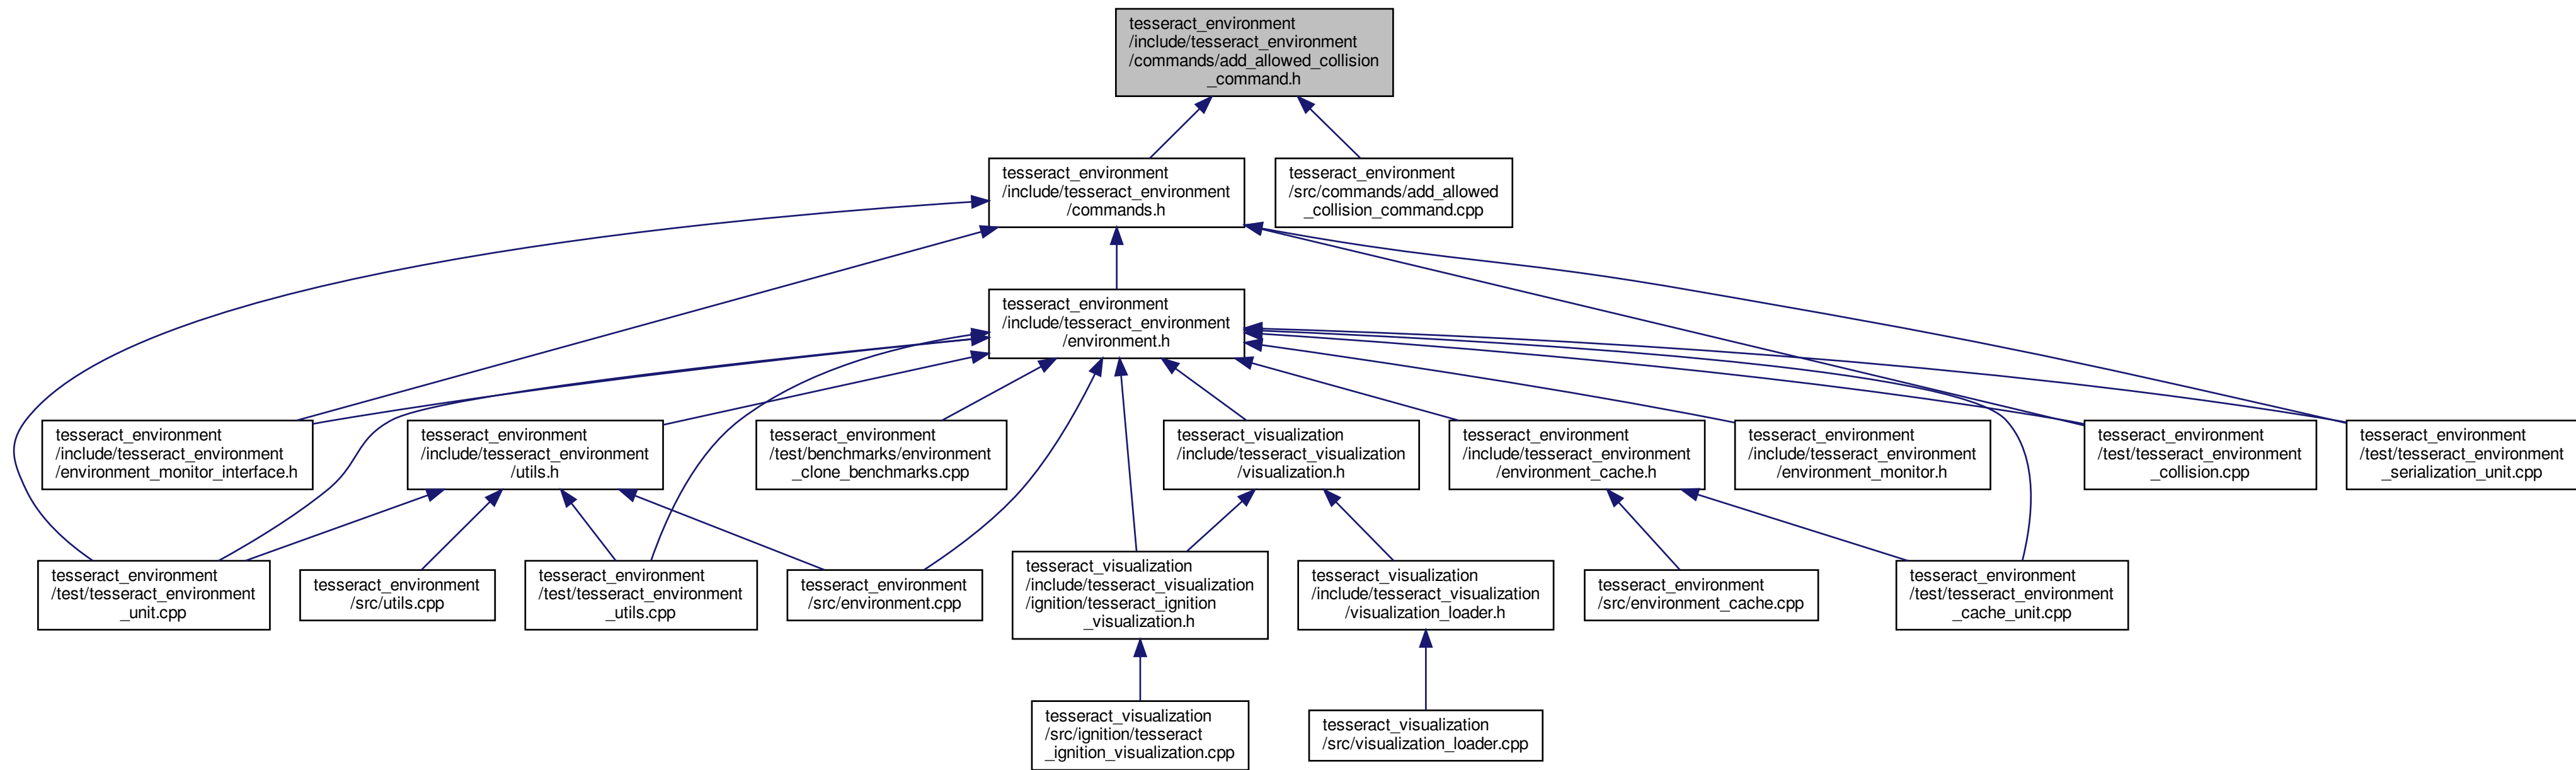 tesseract_environment
/include/tesseract_environment
/commands/add_allowed_collision
_command.h
tesseract_environment
/include/tesseract_environment
/commands.h
tesseract_environment
/src/commands/add_allowed
_collision_command.cpp
tesseract_environment
/include/tesseract_environment
/environment.h
tesseract_environment
/include/tesseract_environment
/environment_monitor_interface.h
tesseract_environment
/include/tesseract_environment
/utils.h
tesseract_environment
/test/benchmarks/environment
_clone_benchmarks.cpp
tesseract_visualization
/include/tesseract_visualization
/visualization.h
tesseract_environment
/include/tesseract_environment
/environment_cache.h
tesseract_environment
/include/tesseract_environment
/environment_monitor.h
tesseract_environment
/test/tesseract_environment
_collision.cpp
tesseract_environment
/test/tesseract_environment
_serialization_unit.cpp
tesseract_environment
/test/tesseract_environment
_unit.cpp
tesseract_environment
/src/utils.cpp
tesseract_environment
/test/tesseract_environment
_utils.cpp
tesseract_environment
/src/environment.cpp
tesseract_visualization
/include/tesseract_visualization
/ignition/tesseract_ignition
_visualization.h
tesseract_visualization
/include/tesseract_visualization
/visualization_loader.h
tesseract_environment
/src/environment_cache.cpp
tesseract_environment
/test/tesseract_environment
_cache_unit.cpp
tesseract_visualization
/src/ignition/tesseract
_ignition_visualization.cpp
tesseract_visualization
/src/visualization_loader.cpp